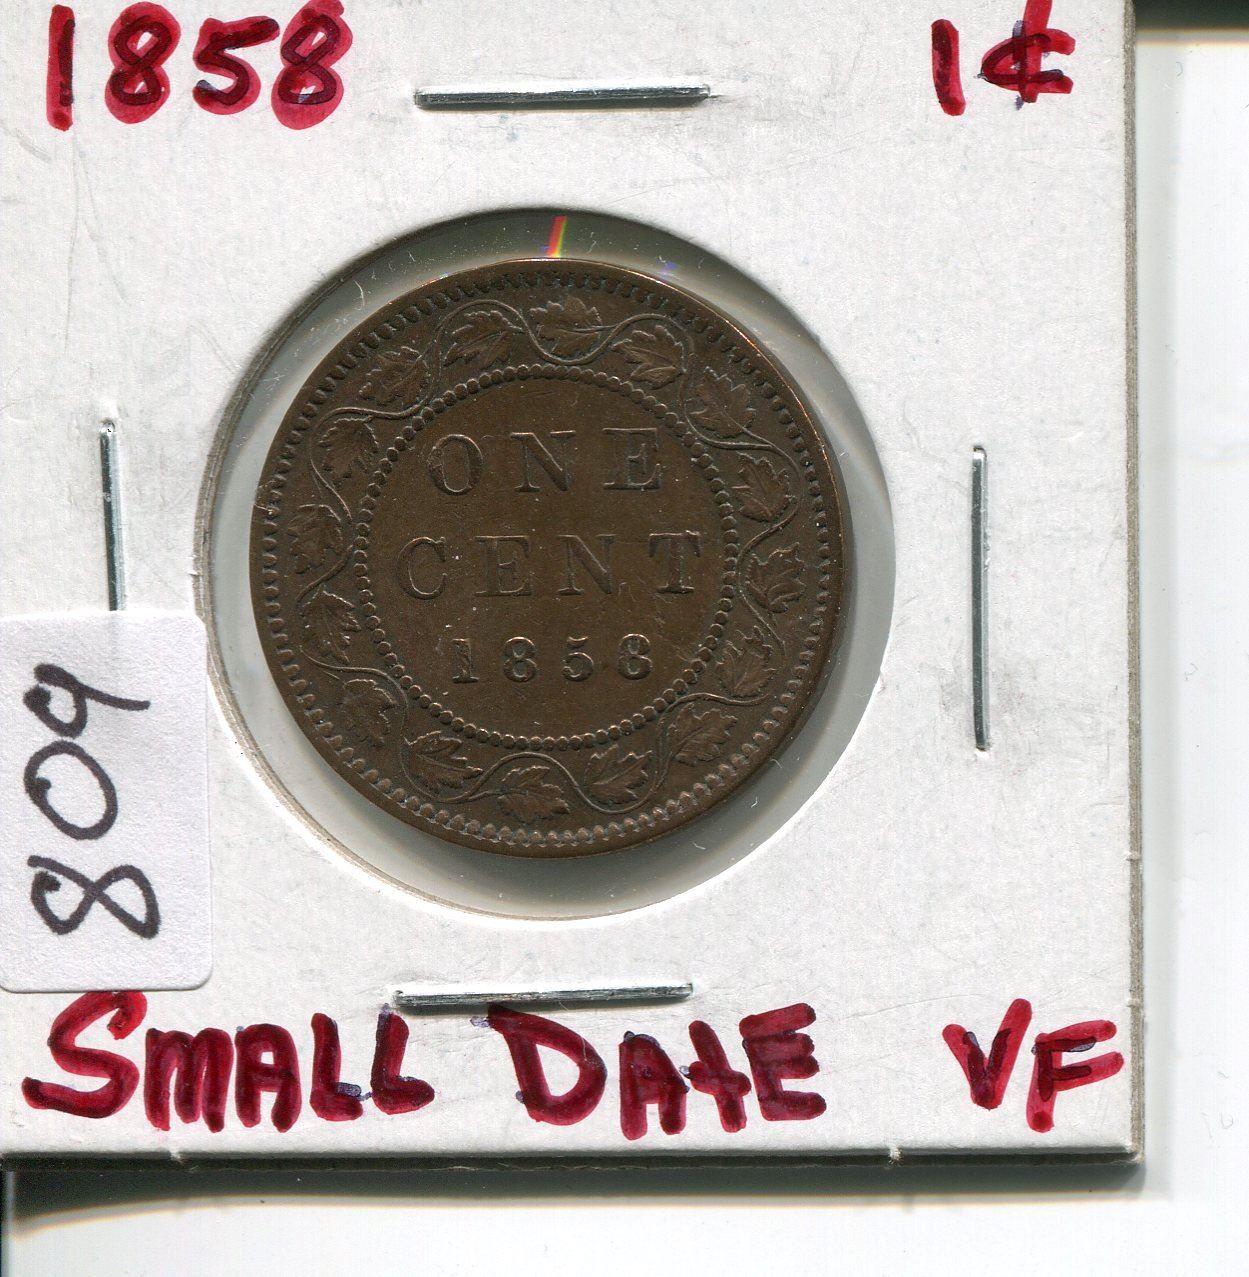 1858 1¢
ONE
CENT
1858
809
SMALL DATE VF